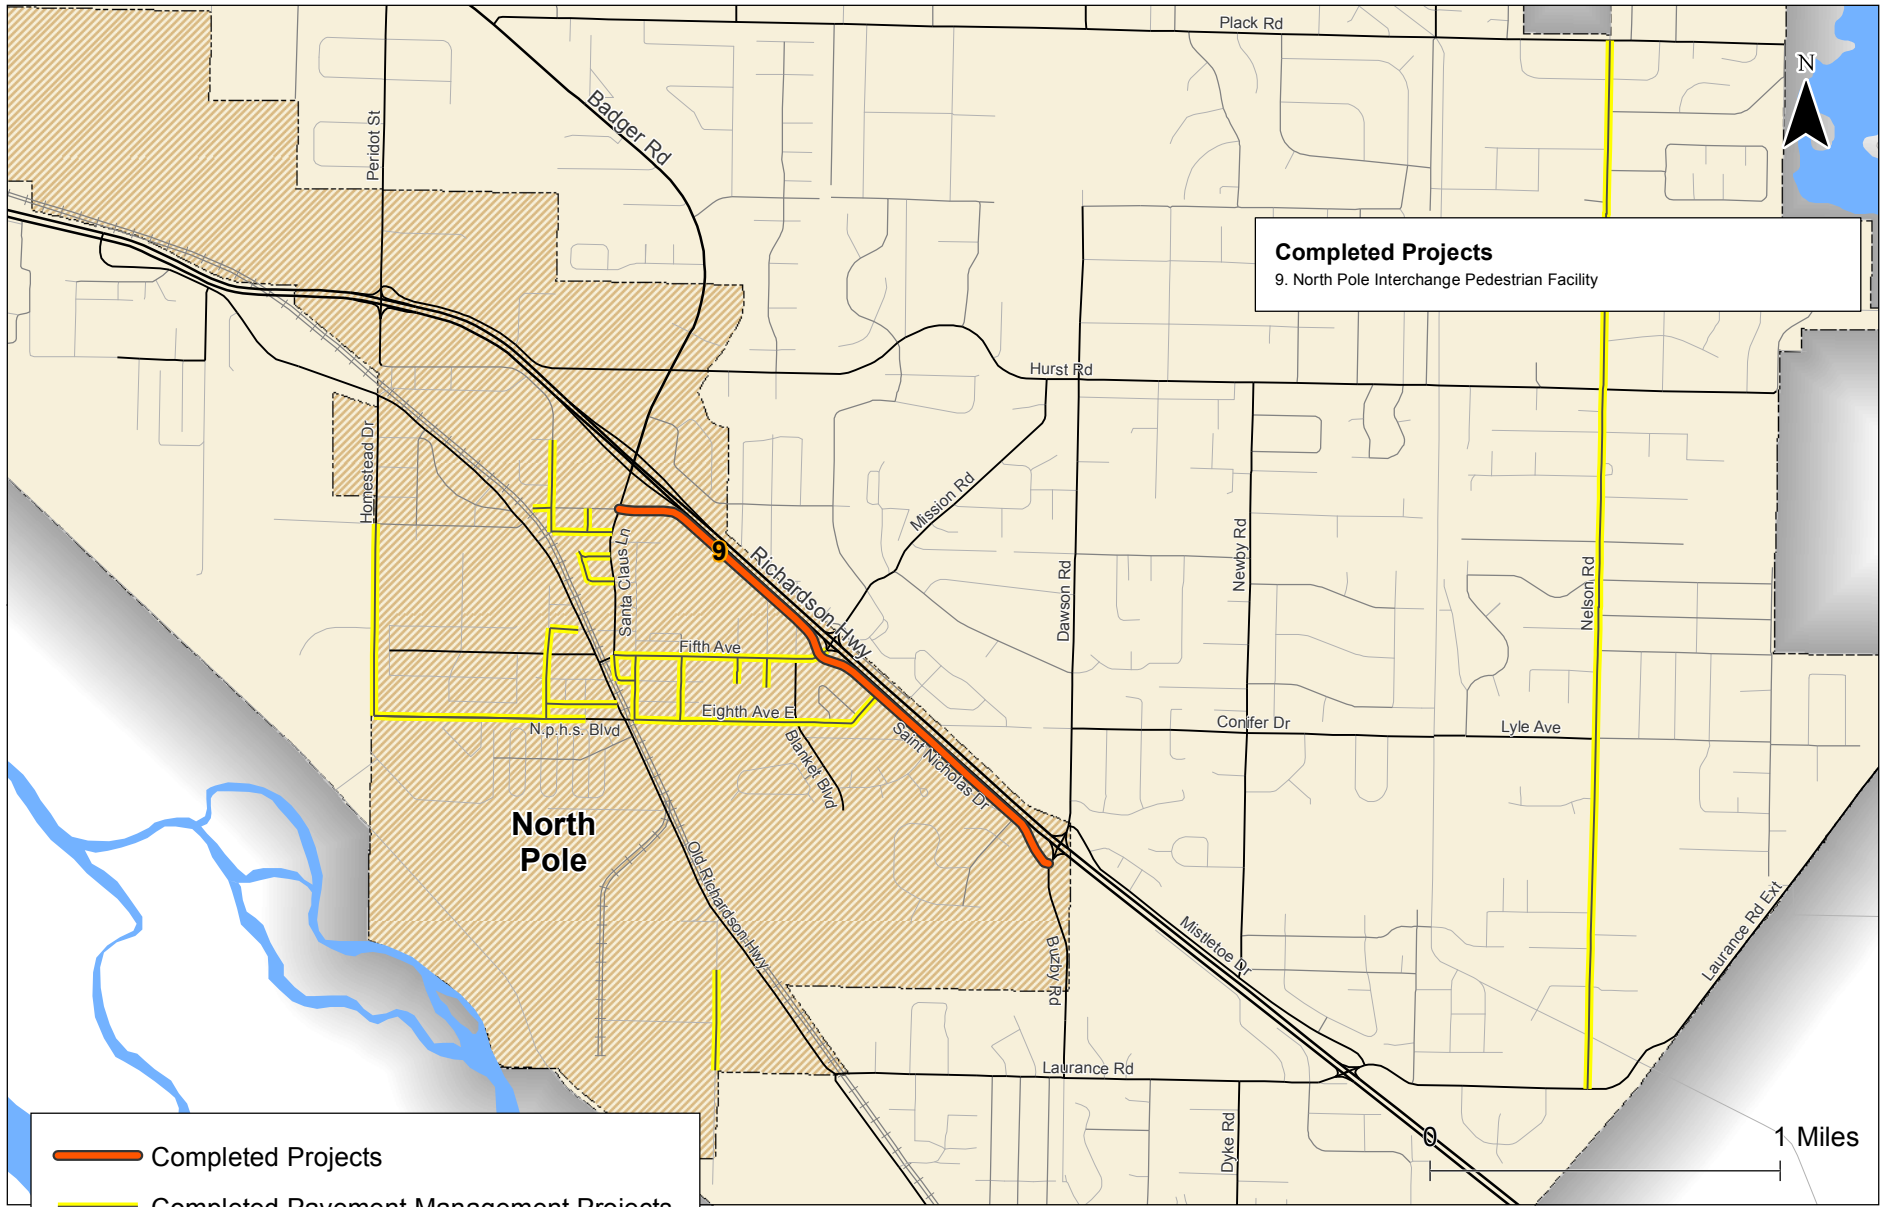 Plack Rd
N
Badger Rd
Peridot St
Completed Projects
9. North Pole Interchange Pedestrian Facility
Hurst Rd
Homestead Dr
Mission Rd
Santa Claus Ln
9
Richardson Hwy
Dawson Rd
Newby Rd
Nelson Rd
Fifth Ave
Eighth Ave E
N.p.h.s. Blvd
Blanket Blvd
Saint Nicholas Dr
Conifer Dr
Lyle Ave
North
Pole
Old Richardson Hwy
Buzby Rd
Mistletoe Dr
Laurance Rd Ext
Laurance Rd
Dyke Rd
0
1 Miles
Completed Projects
Completed Pavement Management Projects